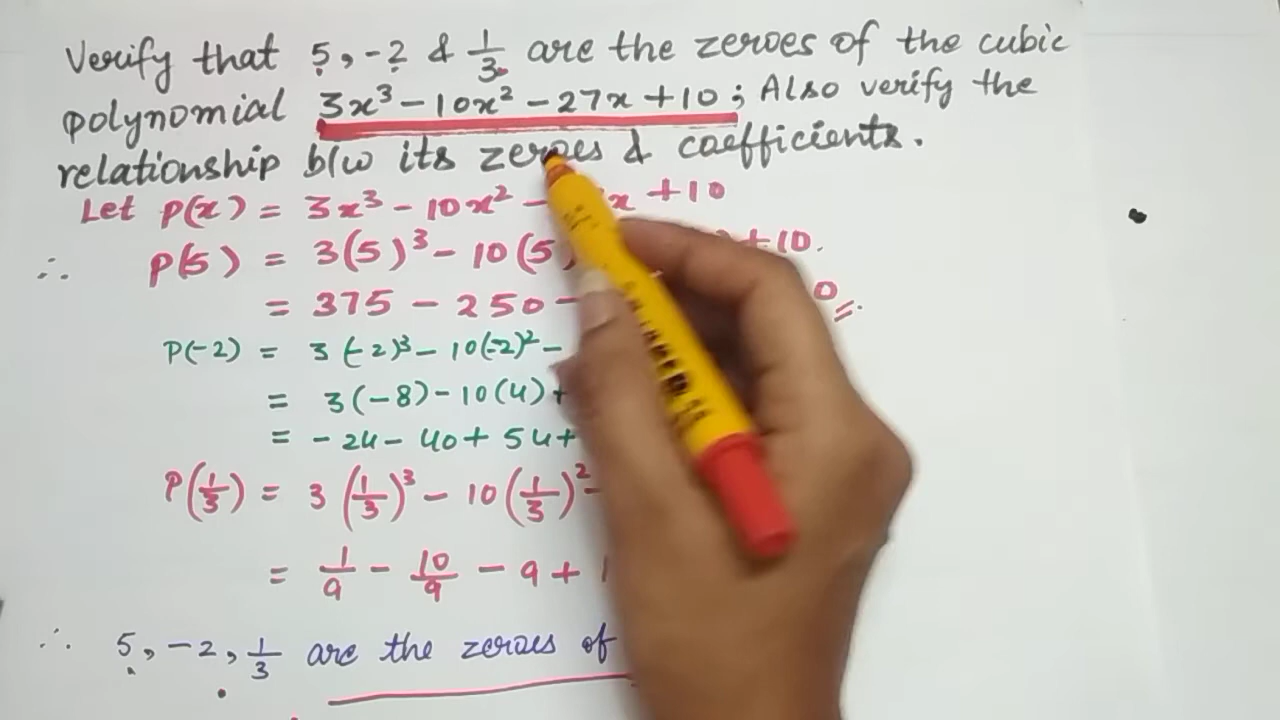 Verify that 5, -2 & 1/3 are the zeroes of the cubic
polynomial 3x³ - 10x² - 27x + 10 ; Also verify the
relationship b/w its zeroes & coefficients.
Let P(x) = 3x³ - 10x² - x + 10
∴ P(5) = 3(5)³ - 10(5) + 10.
= 375 - 250 - 0
P(-2) = 3(-2)³ - 10(-2)² -
= 3(-8) - 10(4) +
= -24 - 40 + 54 +
P(1/3) = 3(1/3)³ - 10(1/3)² -
= 1/9 - 10/9 - 9 + 1
∴ 5, -2, 1/3 are the zeroes of